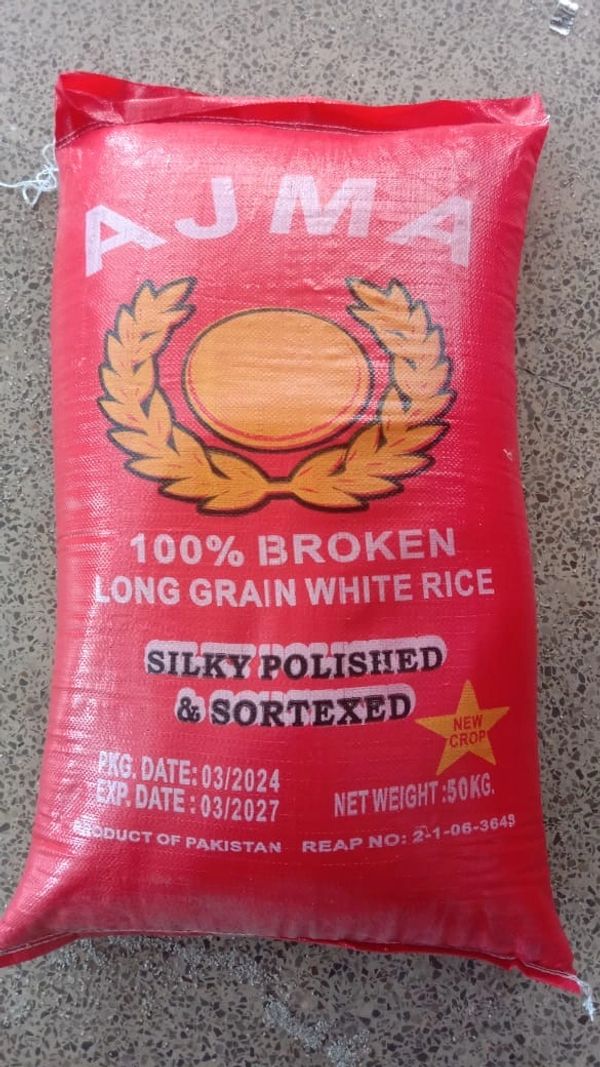 AJMA
100% BROKEN
LONG GRAIN WHITE RICE
SILKY POLISHED
& SORTEXED
NEW
CROP
PKG. DATE: 03/2024
EXP. DATE : 03/2027
NET WEIGHT :50KG.
PRODUCT OF PAKISTAN REAP NO: 2-1-06-3649